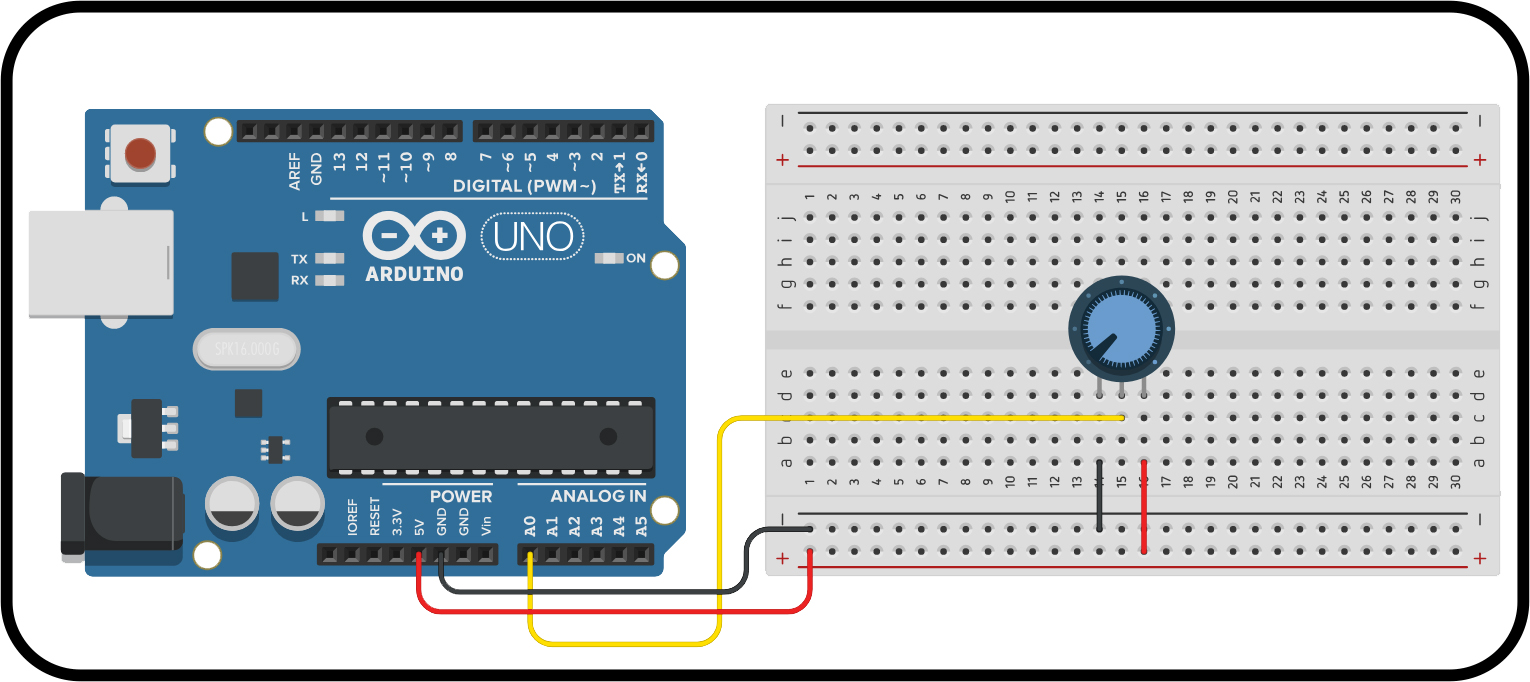 AREF GND 13 12 ~11 ~10 ~9 8 7 ~6 ~5 4 ~3 2 TX→1 RX←0
DIGITAL (PWM~)
L
TX
RX
UNO
ARDUINO
ON
SPK16.000G
POWER
ANALOG IN
IOREF RESET 3.3V 5V GND GND Vin A0 A1 A2 A3 A4 A5
− −
+ +
1 2 3 4 5 6 7 8 9 10 11 12 13 14 15 16 17 18 19 20 21 22 23 24 25 26 27 28 29 30
j j
i i
h h
g g
f f
e e
d d
c c
b b
a a
1 2 3 4 5 6 7 8 9 10 11 12 13 14 15 16 17 18 19 20 21 22 23 24 25 26 27 28 29 30
− −
+ +